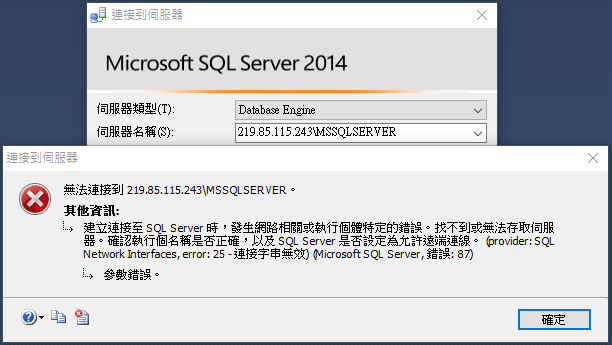 連接到伺服器
Microsoft SQL Server 2014
伺服器類型(T):
Database Engine
伺服器名稱(S):
219.85.115.243\MSSQLSERVER
連接到伺服器
無法連接到 219.85.115.243\MSSQLSERVER。
其他資訊:
建立連接至 SQL Server 時，發生網路相關或執行個體特定的錯誤。找不到或無法存取伺服
器。確認執行個名稱是否正確，以及 SQL Server 是否設定為允許遠端連線。 (provider: SQL
Network Interfaces, error: 25 - 連接字串無效) (Microsoft SQL Server, 錯誤: 87)
參數錯誤。
確定